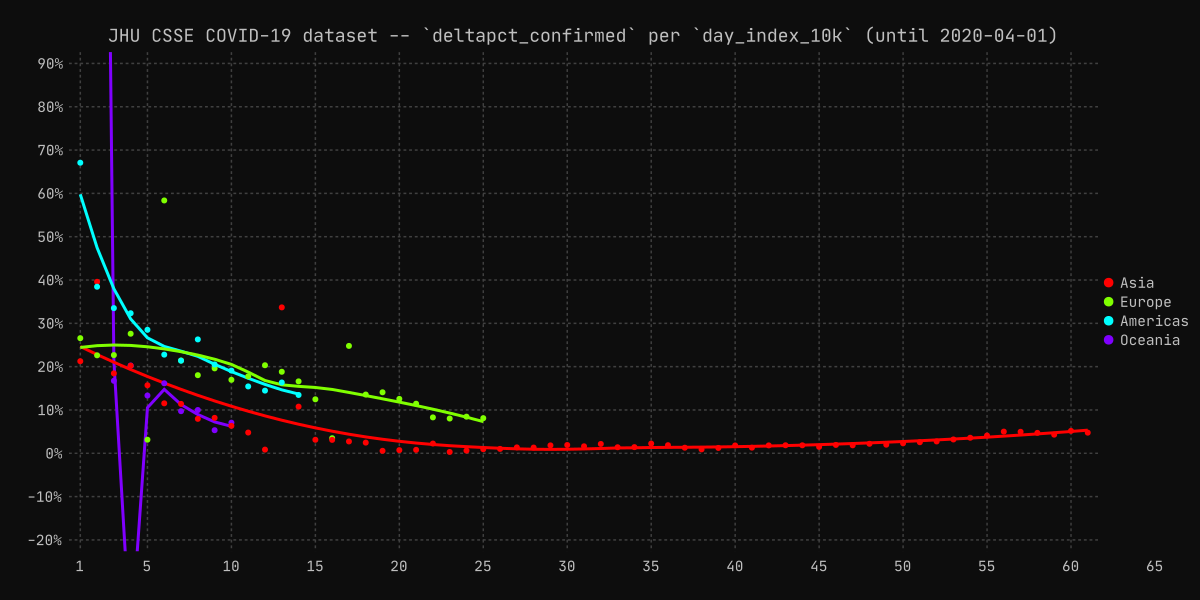 JHU CSSE COVID-19 dataset -- `deltapct_confirmed` per `day_index_10k` (until 2020-04-01)
90%
80%
70%
60%
50%
40%
30%
20%
10%
0%
-10%
-20%
1 5 10 15 20 25 30 35 40 45 50 55 60 65
Asia
Europe
Americas
Oceania